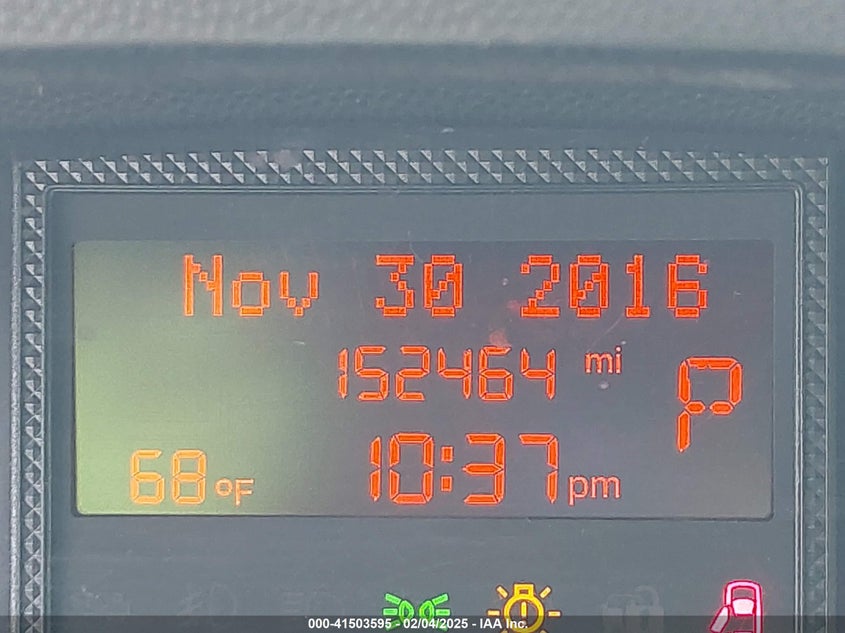 Nov 30 2016
152464 mi
P
10:37 pm
68 °F
000-41503595 - 02/04/2025 - IAA Inc.